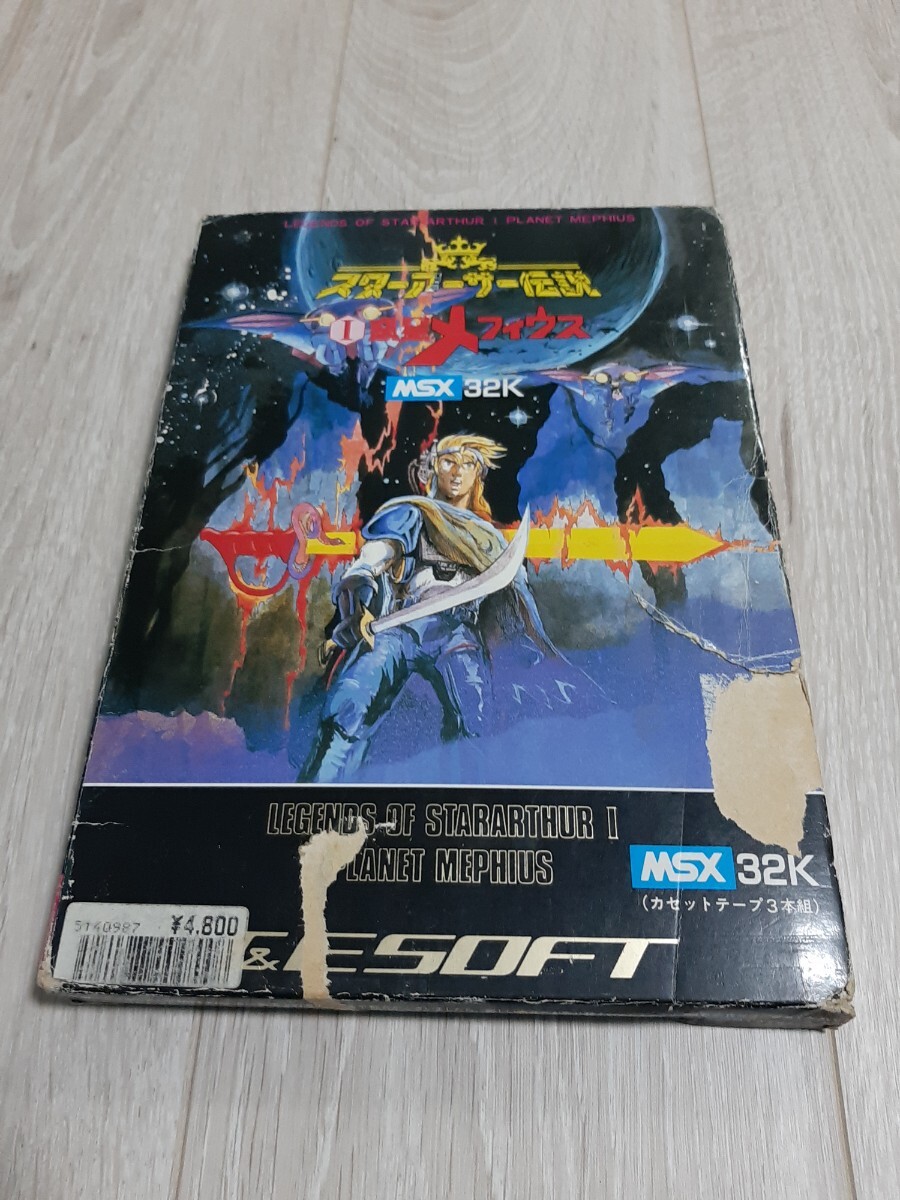 LEGENDS OF STARARTHUR I PLANET MEPHIUS
スターアーサー伝説
I 惑星メフィウス
MSX 32K
LEGENDS OF STARARTHUR I
PLANET MEPHIUS
MSX 32K
(カセットテープ3本組)
5140987 ¥4,800
&ESOFT